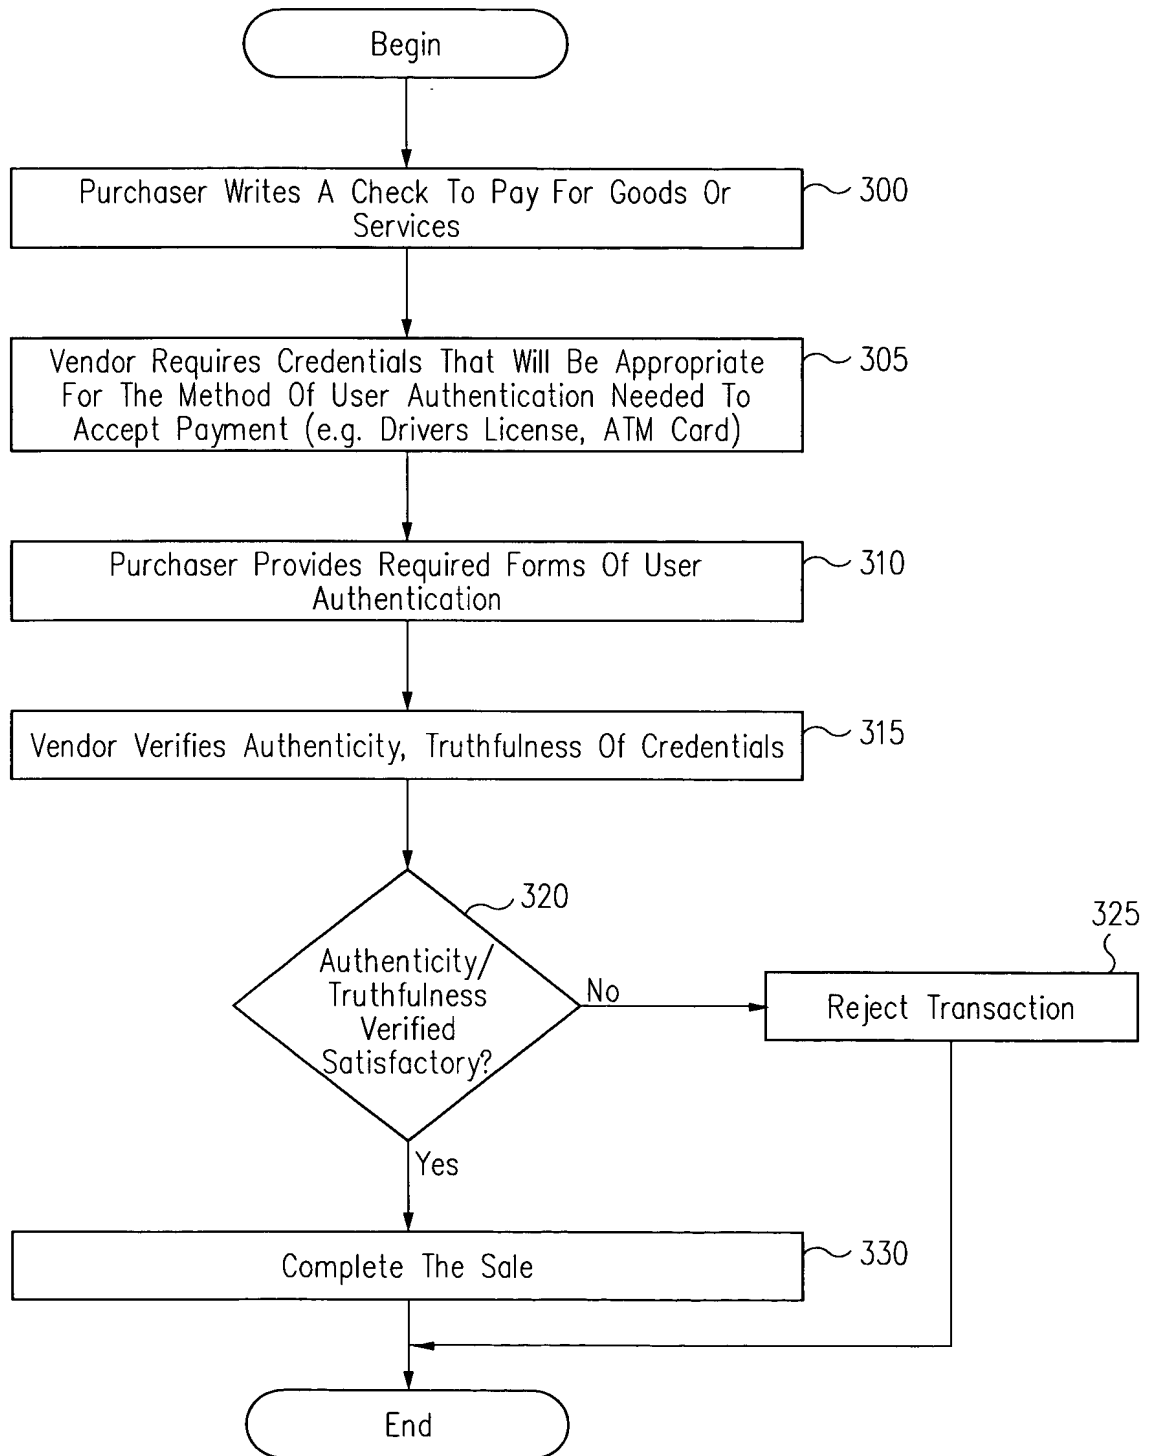 Begin
Purchaser Writes A Check To Pay For Goods Or
Services
300
Vendor Requires Credentials That Will Be Appropriate
For The Method Of User Authentication Needed To
Accept Payment (e.g. Drivers License, ATM Card)
305
Purchaser Provides Required Forms Of User
Authentication
310
Vendor Verifies Authenticity, Truthfulness Of Credentials
315
320
Authenticity/
Truthfulness
Verified
Satisfactory?
No
325
Reject Transaction
Yes
Complete The Sale
330
End